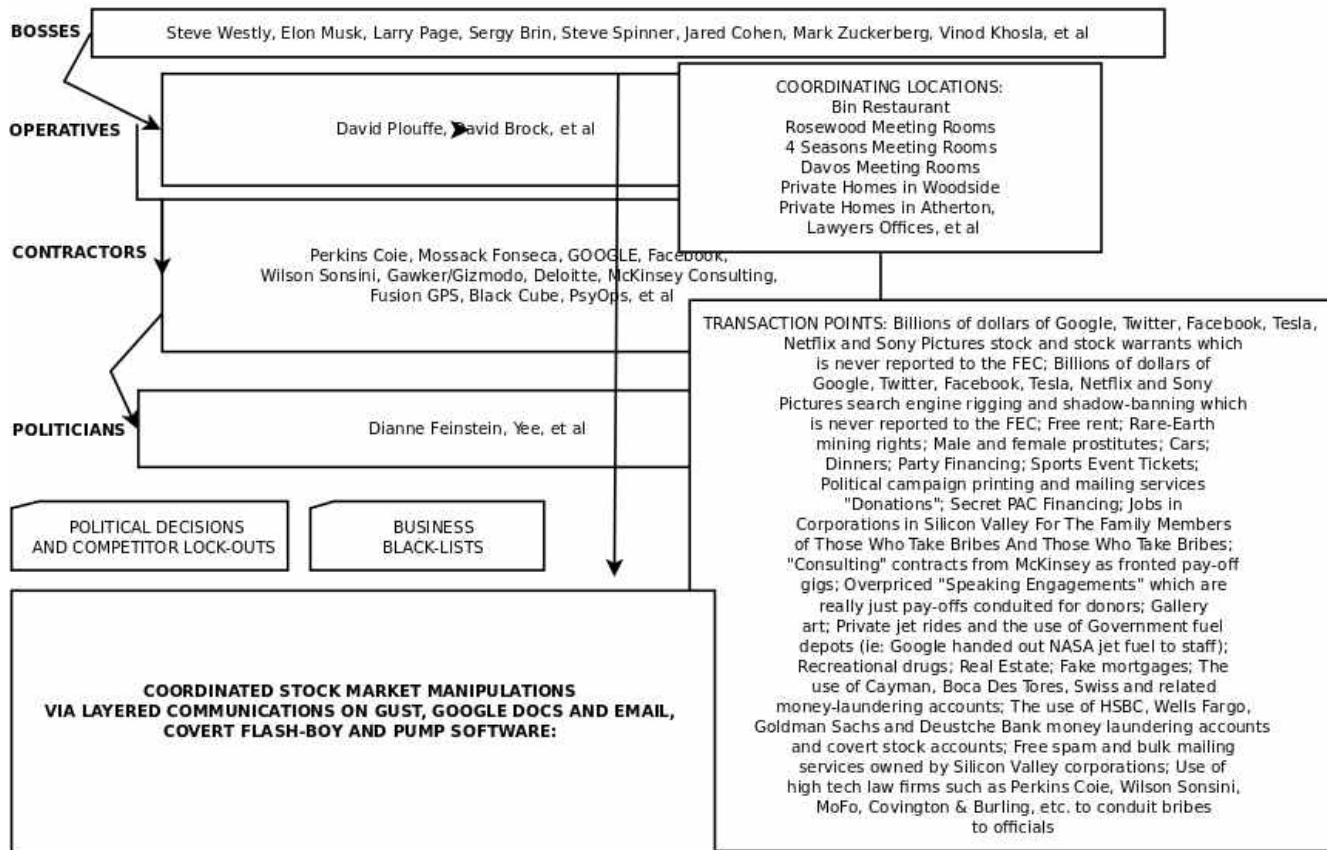 BOSSES
Steve Westly, Elon Musk, Larry Page, Sergy Brin, Steve Spinner, Jared Cohen, Mark Zuckerberg, Vinod Khosla, et al
OPERATIVES
David Plouffe, David Brock, et al
COORDINATING LOCATIONS:
Bin Restaurant
Rosewood Meeting Rooms
4 Seasons Meeting Rooms
Davos Meeting Rooms
Private Homes in Woodside
Private Homes in Atherton,
Lawyers Offices, et al
CONTRACTORS
Perkins Coie, Mossack Fonseca, GOOGLE, Facebook,
Wilson Sonsini, Gawker/Gizmodo, Deloitte, McKinsey Consulting,
Fusion GPS, Black Cube, PsyOps, et al
POLITICIANS
Dianne Feinstein, Yee, et al
TRANSACTION POINTS: Billions of dollars of Google, Twitter, Facebook, Tesla,
Netflix and Sony Pictures stock and stock warrants which
is never reported to the FEC; Billions of dollars of
Google, Twitter, Facebook, Tesla, Netflix and Sony
Pictures search engine rigging and shadow-banning which
is never reported to the FEC; Free rent; Rare-Earth
mining rights; Male and female prostitutes; Cars;
Dinners; Party Financing; Sports Event Tickets;
Political campaign printing and mailing services
"Donations"; Secret PAC Financing; Jobs in
Corporations in Silicon Valley For The Family Members
of Those Who Take Bribes And Those Who Take Bribes;
"Consulting" contracts from McKinsey as fronted pay-off
gigs; Overpriced "Speaking Engagements" which are
really just pay-offs conduited for donors; Gallery
art; Private jet rides and the use of Government fuel
depots (ie: Google handed out NASA jet fuel to staff);
Recreational drugs; Real Estate; Fake mortgages; The
use of Cayman, Boca Des Tores, Swiss and related
money-laundering accounts; The use of HSBC, Wells Fargo,
Goldman Sachs and Deustche Bank money laundering accounts
and covert stock accounts; Free spam and bulk mailing
services owned by Silicon Valley corporations; Use of
high tech law firms such as Perkins Coie, Wilson Sonsini,
MoFo, Covington & Burling, etc. to conduit bribes
to officials
POLITICAL DECISIONS
AND COMPETITOR LOCK-OUTS
BUSINESS
BLACK-LISTS
COORDINATED STOCK MARKET MANIPULATIONS
VIA LAYERED COMMUNICATIONS ON GUST, GOOGLE DOCS AND EMAIL,
COVERT FLASH-BOY AND PUMP SOFTWARE: